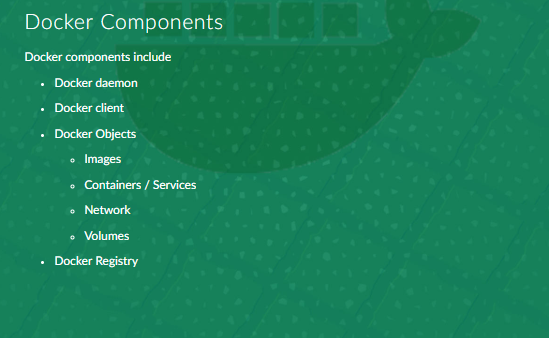 Docker Components
Docker components include
Docker daemon
Docker client
Docker Objects
Images
Containers / Services
Network
Volumes
Docker Registry